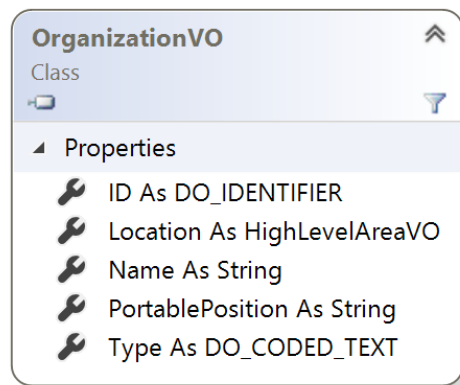 OrganizationVO
Class
Properties
ID As DO_IDENTIFIER
Location As HighLevelAreaVO
Name As String
PortablePosition As String
Type As DO_CODED_TEXT